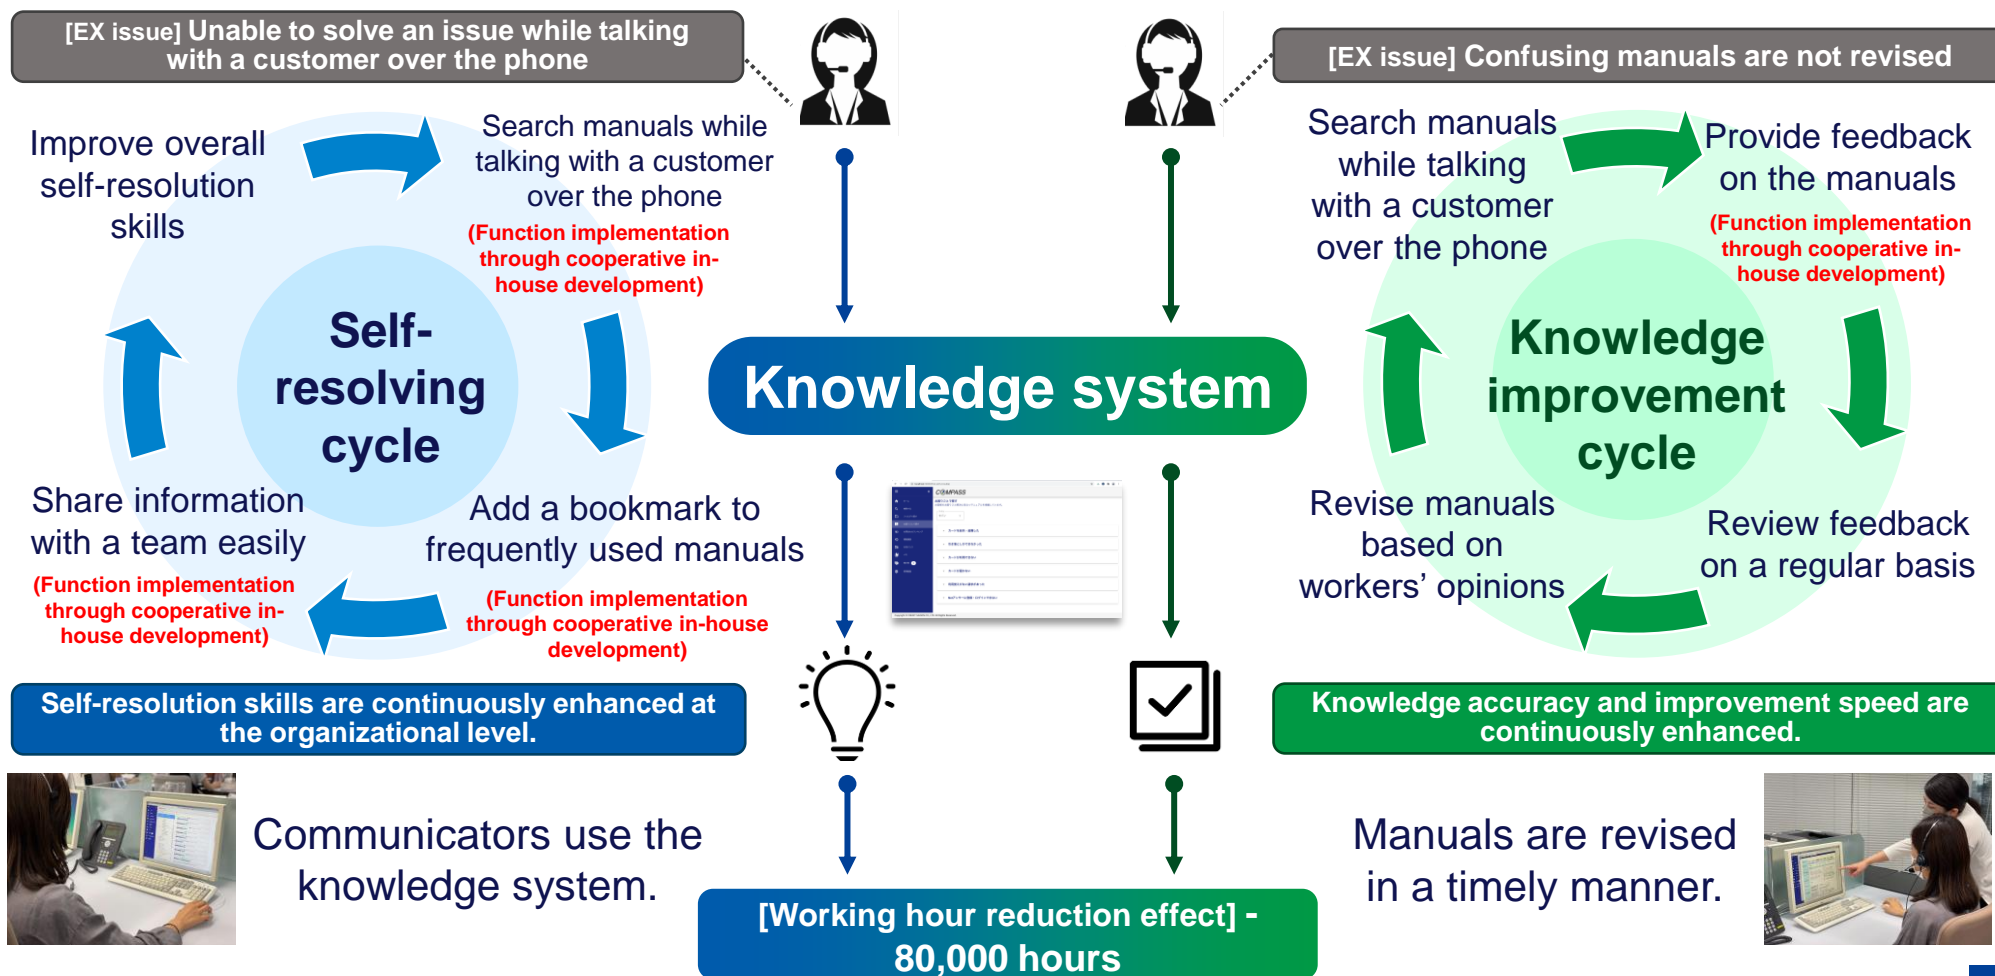 [EX issue] Unable to solve an issue while talking
with a customer over the phone
[EX issue] Confusing manuals are not revised
Improve overall
self-resolution
skills
Search manuals while
talking with a customer
over the phone
(Function implementation
through cooperative in-
house development)
Self-
resolving
cycle
Share information
with a team easily
(Function implementation
through cooperative in-
house development)
Add a bookmark to
frequently used manuals
(Function implementation
through cooperative in-house
development)
Knowledge system
COMPASS
Search manuals
while talking
with a customer
over the phone
Provide feedback
on the manuals
(Function implementation
through cooperative in-
house development)
Knowledge
improvement
cycle
Revise manuals
based on
workers’ opinions
Review feedback
on a regular basis
Self-resolution skills are continuously enhanced at
the organizational level.
Knowledge accuracy and improvement speed are
continuously enhanced.
Communicators use the
knowledge system.
Manuals are revised
in a timely manner.
[Working hour reduction effect] -
80,000 hours